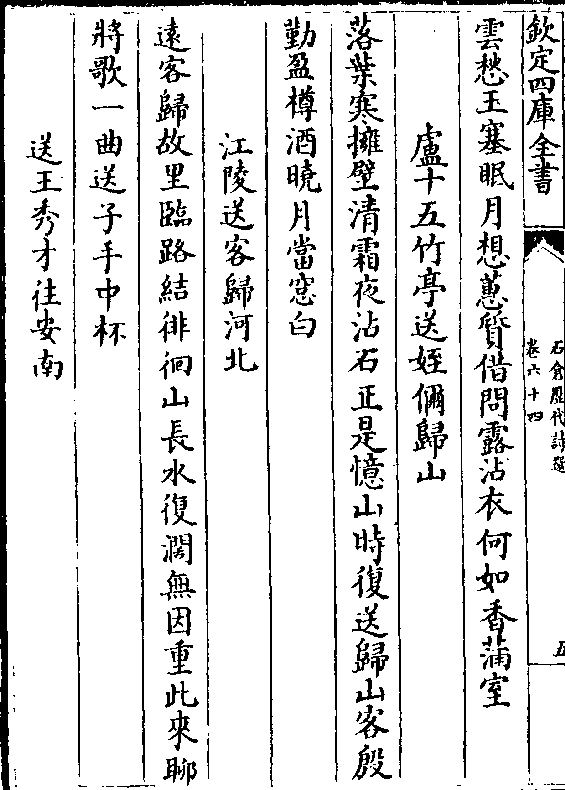 欽定四庫全書
石倉歷代詩選
卷六十四
五
雲愁玉塞眠月想蕙質借問露沾衣何如香蒲室
盧十五竹亭送姪偁歸山
落葉寒擁壁清霜夜沾石正是憶山時復送歸山客殷
勤盈樽酒曉月當窓白
江陵送客歸河北
遠客歸故里臨路結徘徊山長水復濶無因重此來聊
將歌一曲送子手中杯
送王秀才往安南